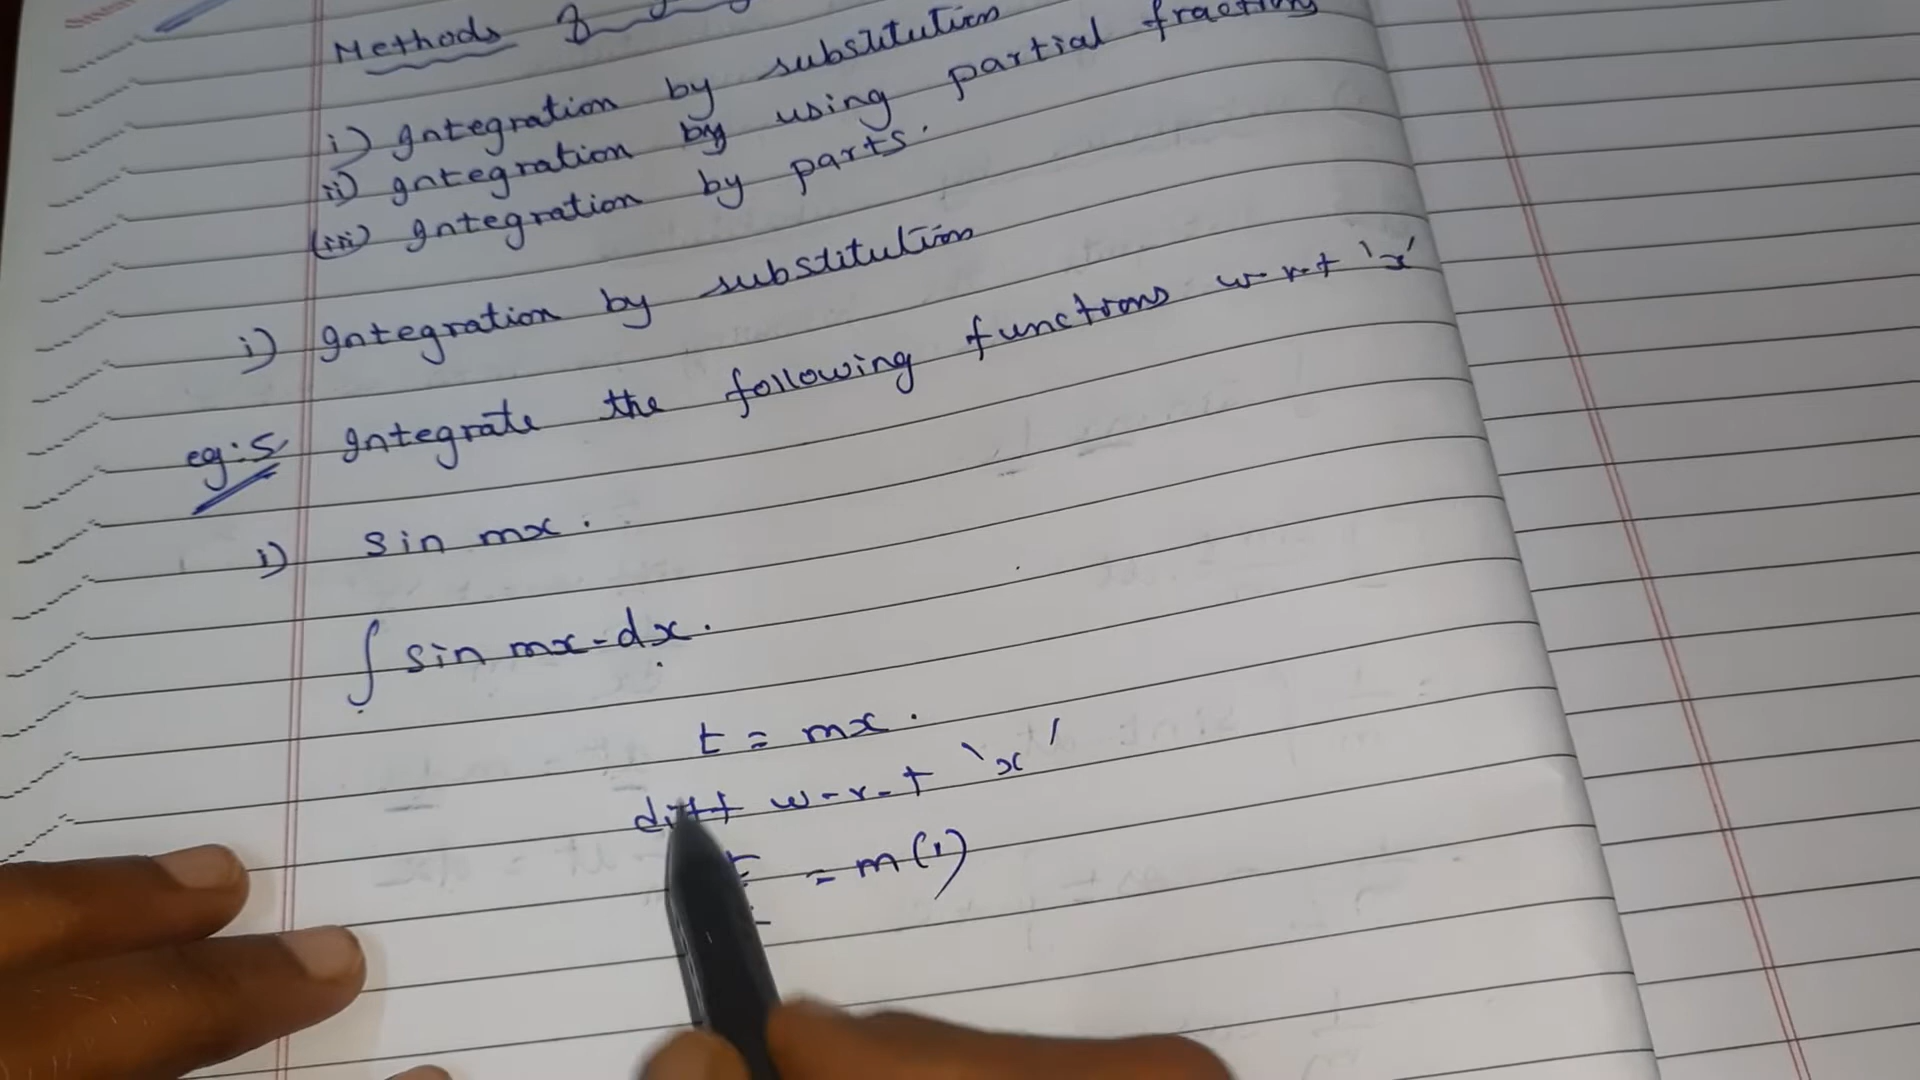 Methods
i) Integration by substitution
ii) Integration by using partial fractions
(iii) Integration by parts.
i) Integration by substitution
eg:5 Integrate the following functions w-r-t 'x'
i) sin mx.
∫ sin mx-dx.
t = mx.
diff w-r-t 'x'
= m(1)